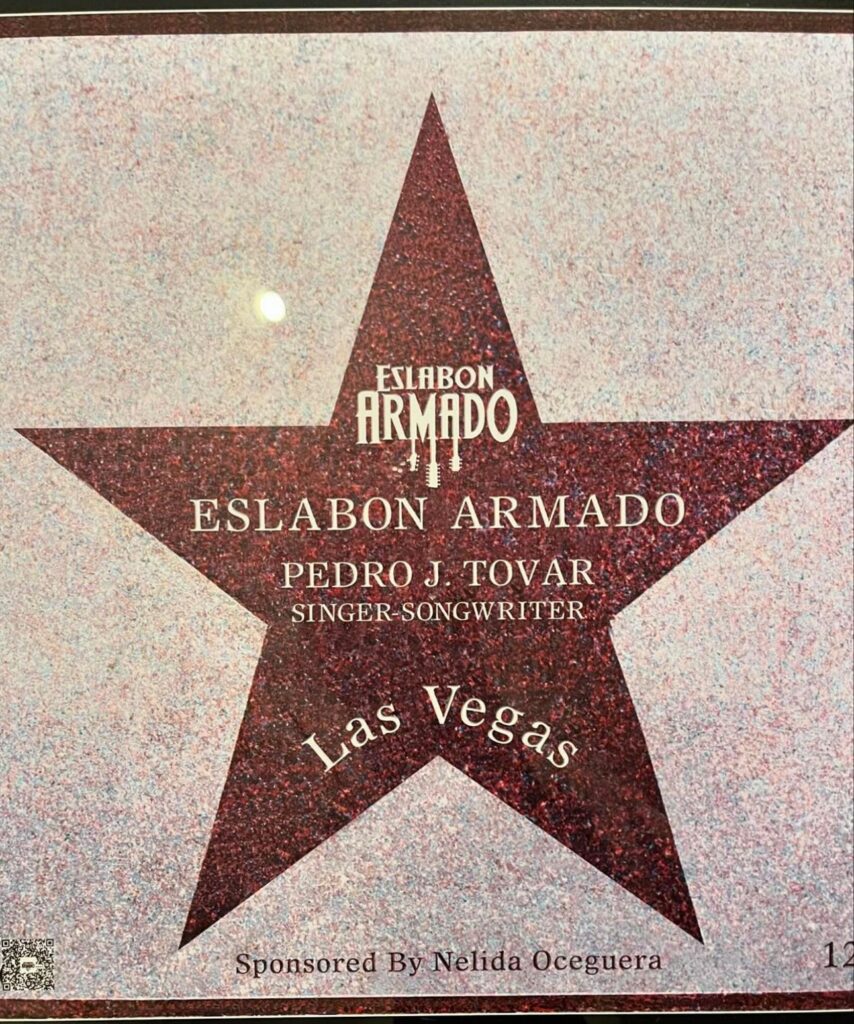 ESLABON
ARMADO
ESLABON ARMADO
PEDRO J. TOVAR
SINGER-SONGWRITER
Las Vegas
Sponsored By Nelida Oceguera
12